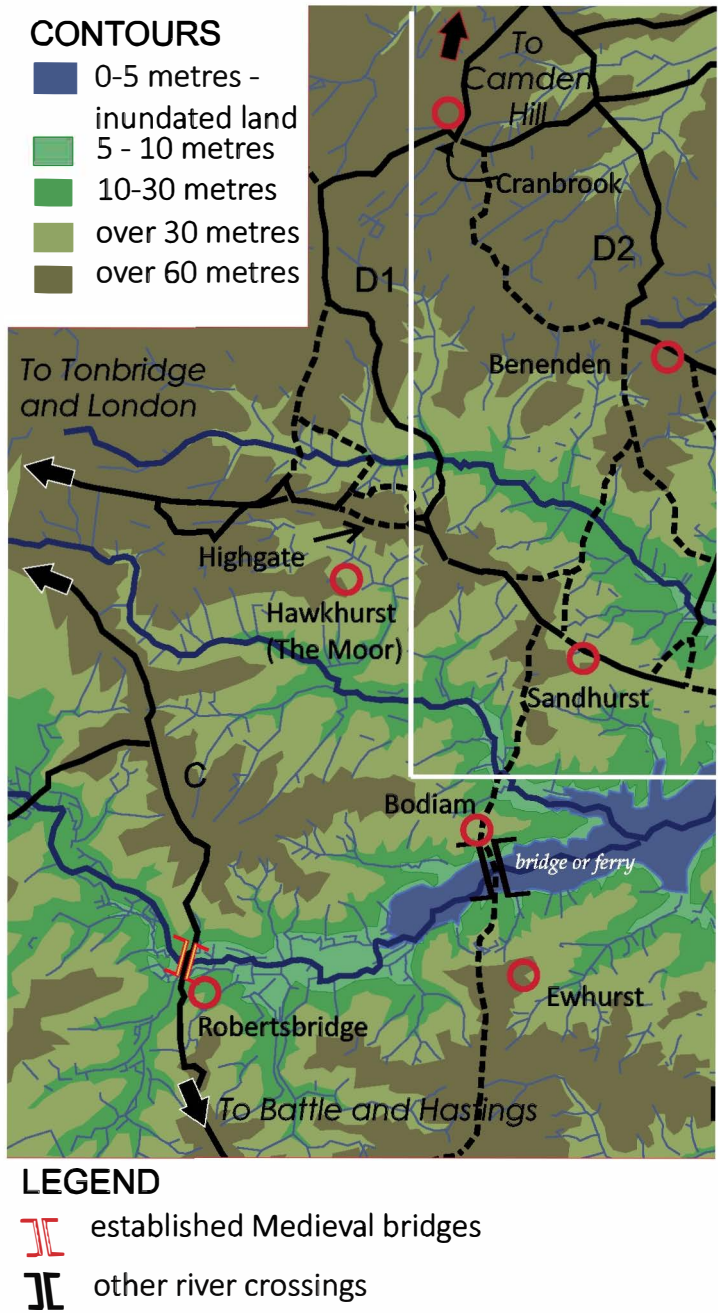 CONTOURS
0-5 metres -
inundated land
5 - 10 metres
10-30 metres
over 30 metres
over 60 metres
To
Camden
Hill
Cranbrook
D1
D2
Benenden
To Tonbridge
and London
Highgate
Hawkhurst
(The Moor)
Sandhurst
C
Bodiam
bridge or ferry
Ewhurst
Robertsbridge
To Battle and Hastings
LEGEND
established Medieval bridges
other river crossings